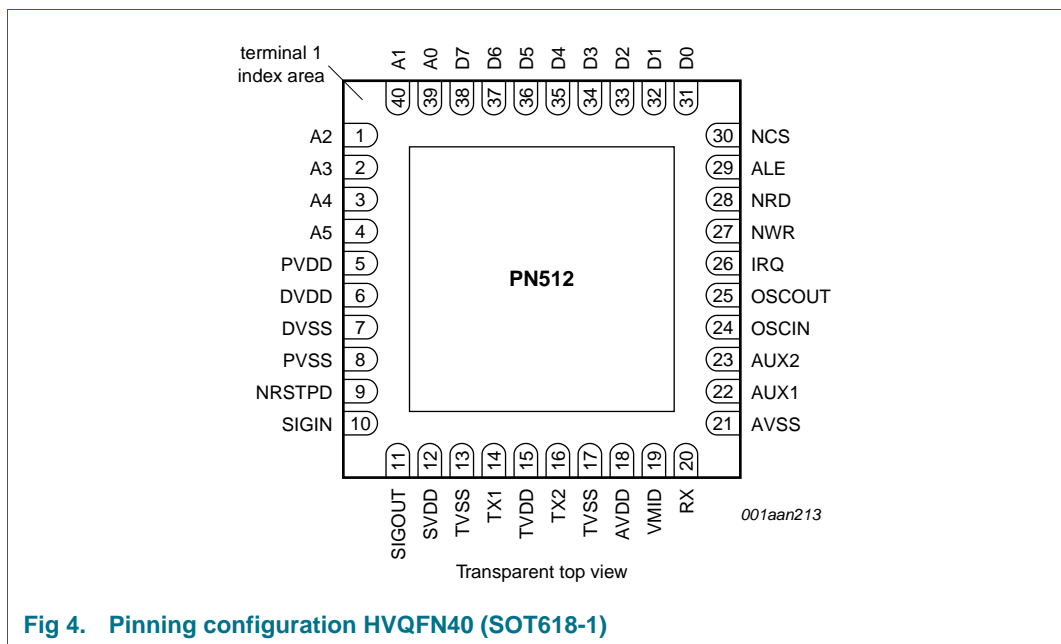 terminal 1
index area
A1 A0 D7 D6 D5 D4 D3 D2 D1 D0
40 39 38 37 36 35 34 33 32 31
A2 1 30 NCS
A3 2 29 ALE
A4 3 28 NRD
A5 4 27 NWR
PVDD 5 26 IRQ
PN512
DVDD 6 25 OSCOUT
DVSS 7 24 OSCIN
PVSS 8 23 AUX2
NRSTPD 9 22 AUX1
SIGIN 10 21 AVSS
11 12 13 14 15 16 17 18 19 20
SIGOUT SVDD TVSS TX1 TVDD TX2 TVSS AVDD VMID RX
001aan213
Transparent top view
Fig 4. Pinning configuration HVQFN40 (SOT618-1)